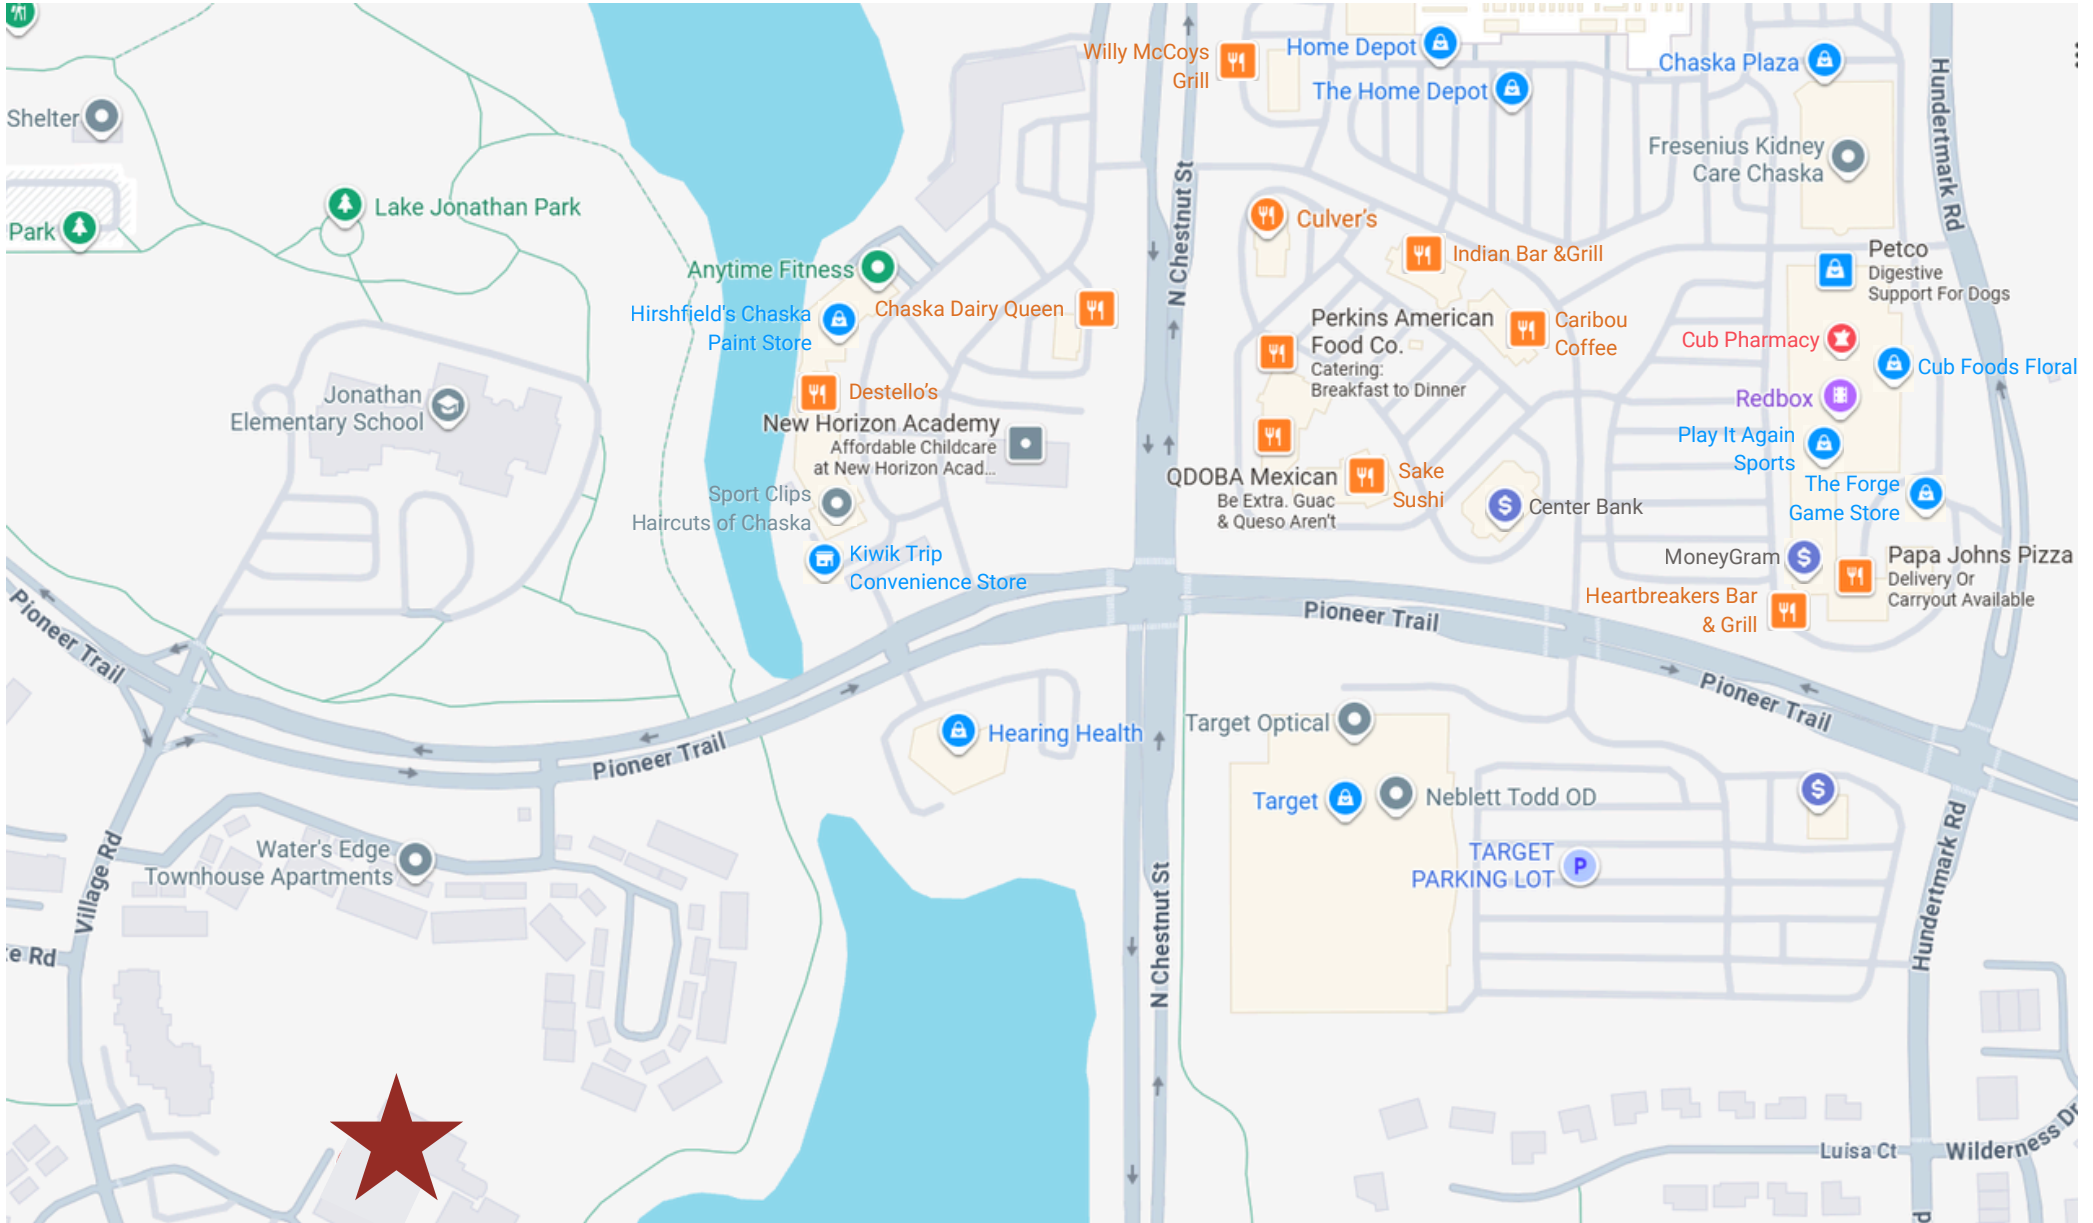 Willy McCoys
Grill
Home Depot
The Home Depot
Chaska Plaza
Hundertmark Rd
Shelter
Fresenius Kidney
Care Chaska
N Chestnut St
Lake Jonathan Park
Park
Culver's
Indian Bar &Grill
Petco
Digestive
Support For Dogs
Anytime Fitness
Hirshfield's Chaska
Paint Store
Chaska Dairy Queen
Perkins American
Food Co.
Catering:
Breakfast to Dinner
Caribou
Coffee
Cub Pharmacy
Cub Foods Floral
Redbox
Jonathan
Elementary School
Destello's
New Horizon Academy
Affordable Childcare
at New Horizon Acad...
Play It Again
Sports
QDOBA Mexican
Be Extra. Guac
& Queso Aren't
Sake
Sushi
Center Bank
The Forge
Game Store
Sport Clips
Haircuts of Chaska
Kiwik Trip
Convenience Store
MoneyGram
Papa Johns Pizza
Delivery Or
Carryout Available
Heartbreakers Bar
& Grill
Pioneer Trail
Pioneer Trail
Pioneer Trail
Pioneer Trail
Hearing Health
Target Optical
Target
Neblett Todd OD
TARGET
PARKING LOT
P
Water's Edge
Townhouse Apartments
Village Rd
N Chestnut St
Hundertmark Rd
Rd
Luisa Ct
Wilderness Dr